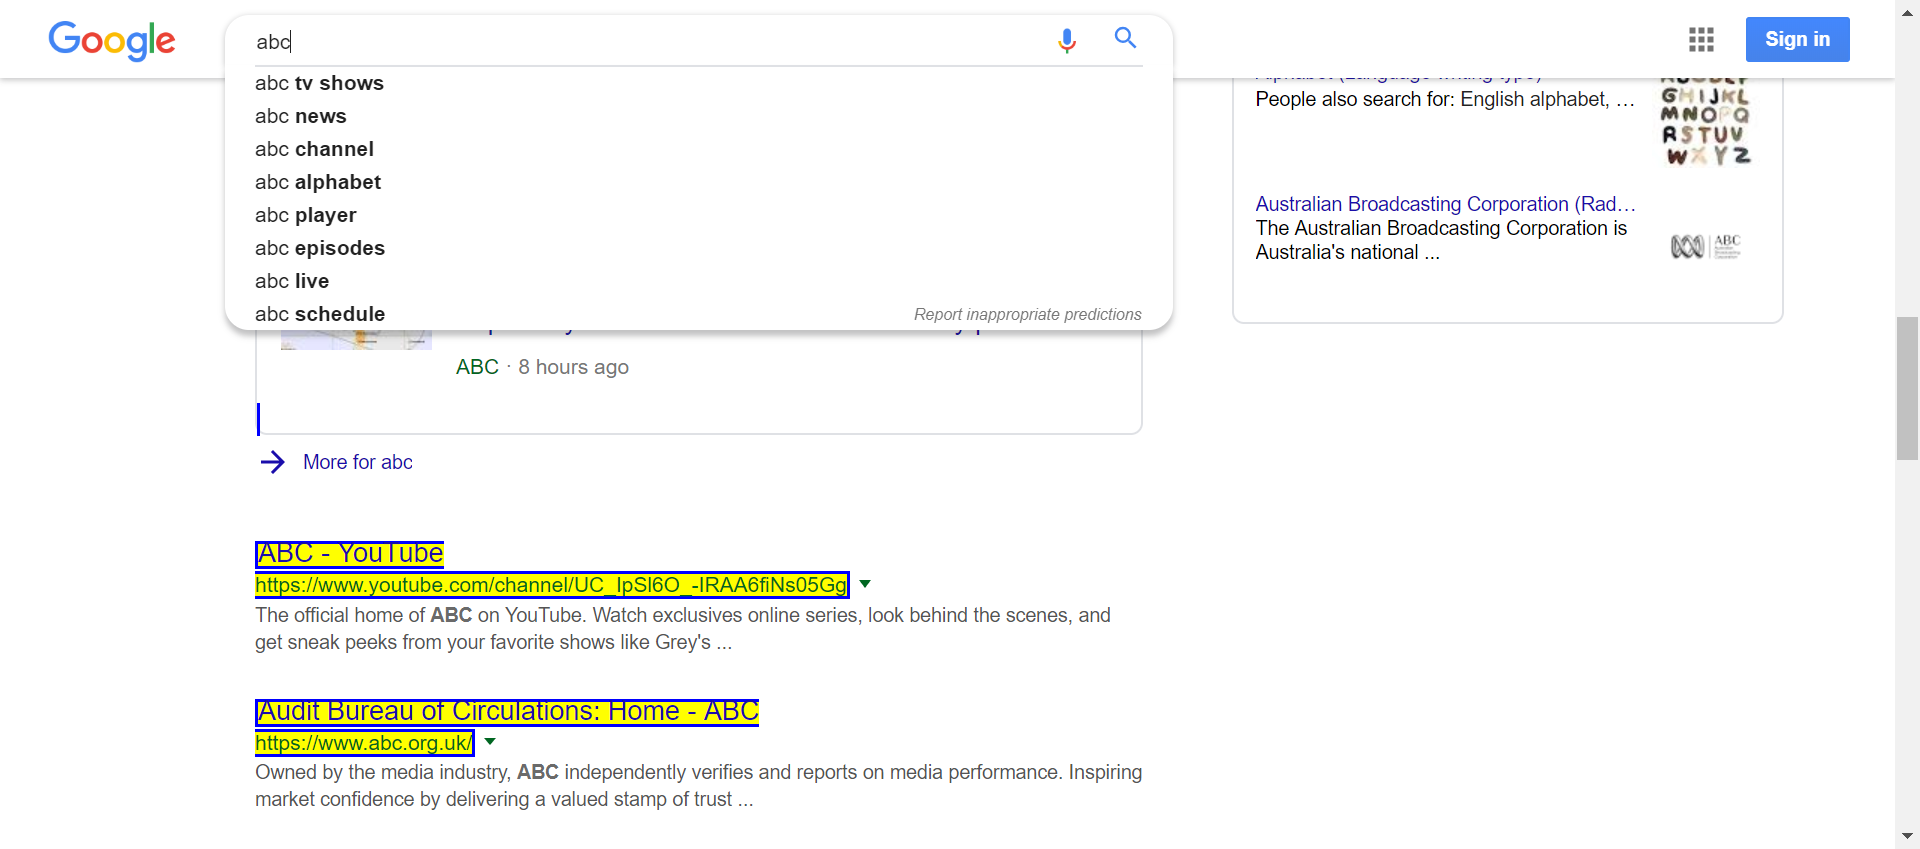 Google
abc
Sign in
abc tv shows
abc news
abc channel
abc alphabet
abc player
abc episodes
abc live
abc schedule
Report inappropriate predictions
Alphabet (Language writing type)
People also search for: English alphabet, ...
GHIJKL
MNOPQ
RSTUV
WXYZ
Australian Broadcasting Corporation (Rad...
The Australian Broadcasting Corporation is
Australia's national ...
ABC
ABC · 8 hours ago
More for abc
ABC - YouTube
https://www.youtube.com/channel/UC_IpSl6O_-IRAA6fiNs05Gg
The official home of ABC on YouTube. Watch exclusives online series, look behind the scenes, and
get sneak peeks from your favorite shows like Grey's ...
Audit Bureau of Circulations: Home - ABC
https://www.abc.org.uk/
Owned by the media industry, ABC independently verifies and reports on media performance. Inspiring
market confidence by delivering a valued stamp of trust ...